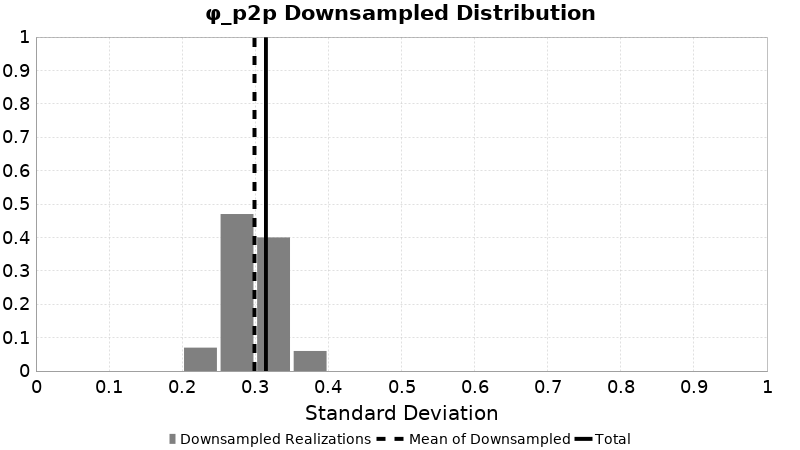 φ_p2p Downsampled Distribution
1
0.9
0.8
0.7
0.6
0.5
0.4
0.3
0.2
0.1
0
0 0.1 0.2 0.3 0.4 0.5 0.6 0.7 0.8 0.9 1
Standard Deviation
Downsampled Realizations Mean of Downsampled Total